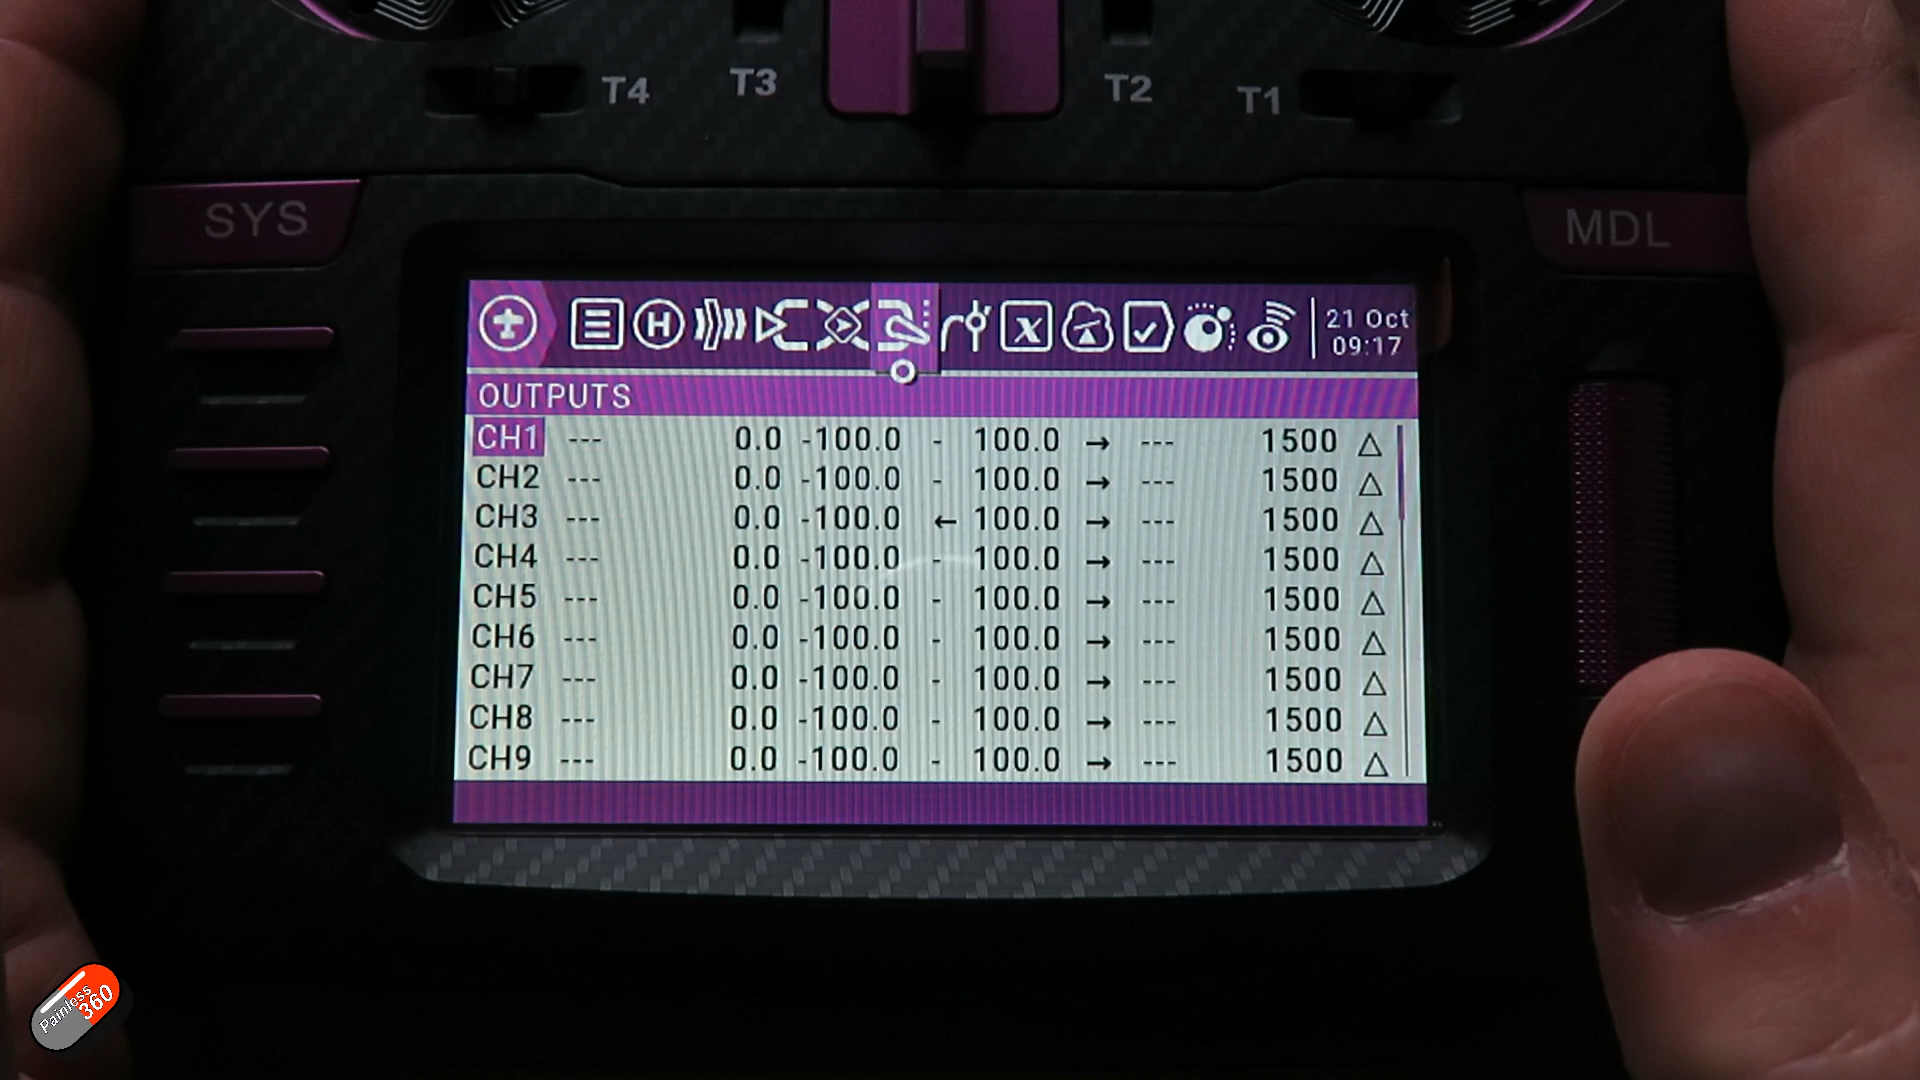 T4 T3 T2 T1
SYS MDL
21 Oct
09:17
OUTPUTS
CH1 --- 0.0 -100.0 - 100.0 → --- 1500 △
CH2 --- 0.0 -100.0 - 100.0 → --- 1500 △
CH3 --- 0.0 -100.0 ← 100.0 → --- 1500 △
CH4 --- 0.0 -100.0 - 100.0 → --- 1500 △
CH5 --- 0.0 -100.0 - 100.0 → --- 1500 △
CH6 --- 0.0 -100.0 - 100.0 → --- 1500 △
CH7 --- 0.0 -100.0 - 100.0 → --- 1500 △
CH8 --- 0.0 -100.0 - 100.0 → --- 1500 △
CH9 --- 0.0 -100.0 - 100.0 → --- 1500 △
Painless
360